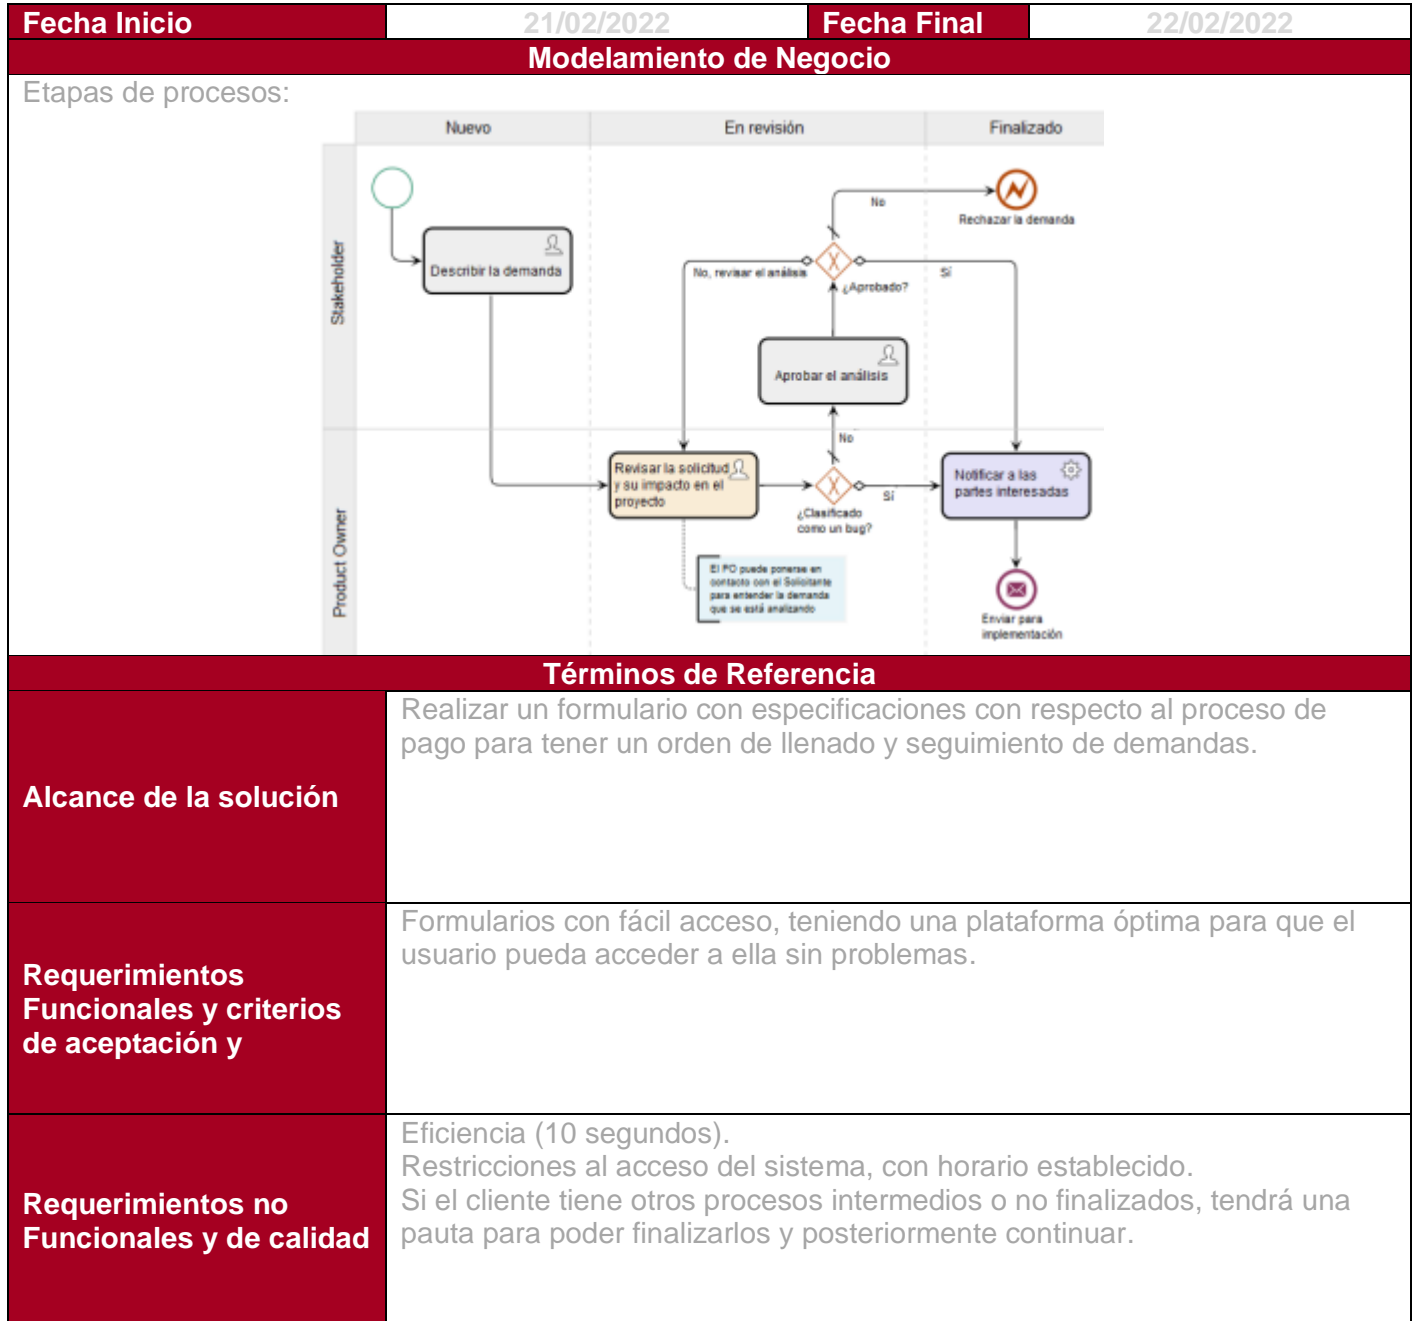 Fecha Inicio 21/02/2022 Fecha Final 22/02/2022
Modelamiento de Negocio
Etapas de procesos:
Nuevo En revisión Finalizado
Stakeholder
Describir la demanda
No
Rechazar la demanda
No, revisar el análisis
¿Aprobado?
Sí
Aprobar el análisis
No
Product Owner
Revisar la solicitud
y su impacto en el
proyecto
¿Clasificado
como un bug?
Sí
Notificar a las
partes interesadas
El PO puede ponerse en
contacto con el Solicitante
para entender la demanda
que se está analizando
Enviar para
implementación
Términos de Referencia
Alcance de la solución
Realizar un formulario con especificaciones con respecto al proceso de
pago para tener un orden de llenado y seguimiento de demandas.
Requerimientos
Funcionales y criterios
de aceptación y
Formularios con fácil acceso, teniendo una plataforma óptima para que el
usuario pueda acceder a ella sin problemas.
Requerimientos no
Funcionales y de calidad
Eficiencia (10 segundos).
Restricciones al acceso del sistema, con horario establecido.
Si el cliente tiene otros procesos intermedios o no finalizados, tendrá una
pauta para poder finalizarlos y posteriormente continuar.